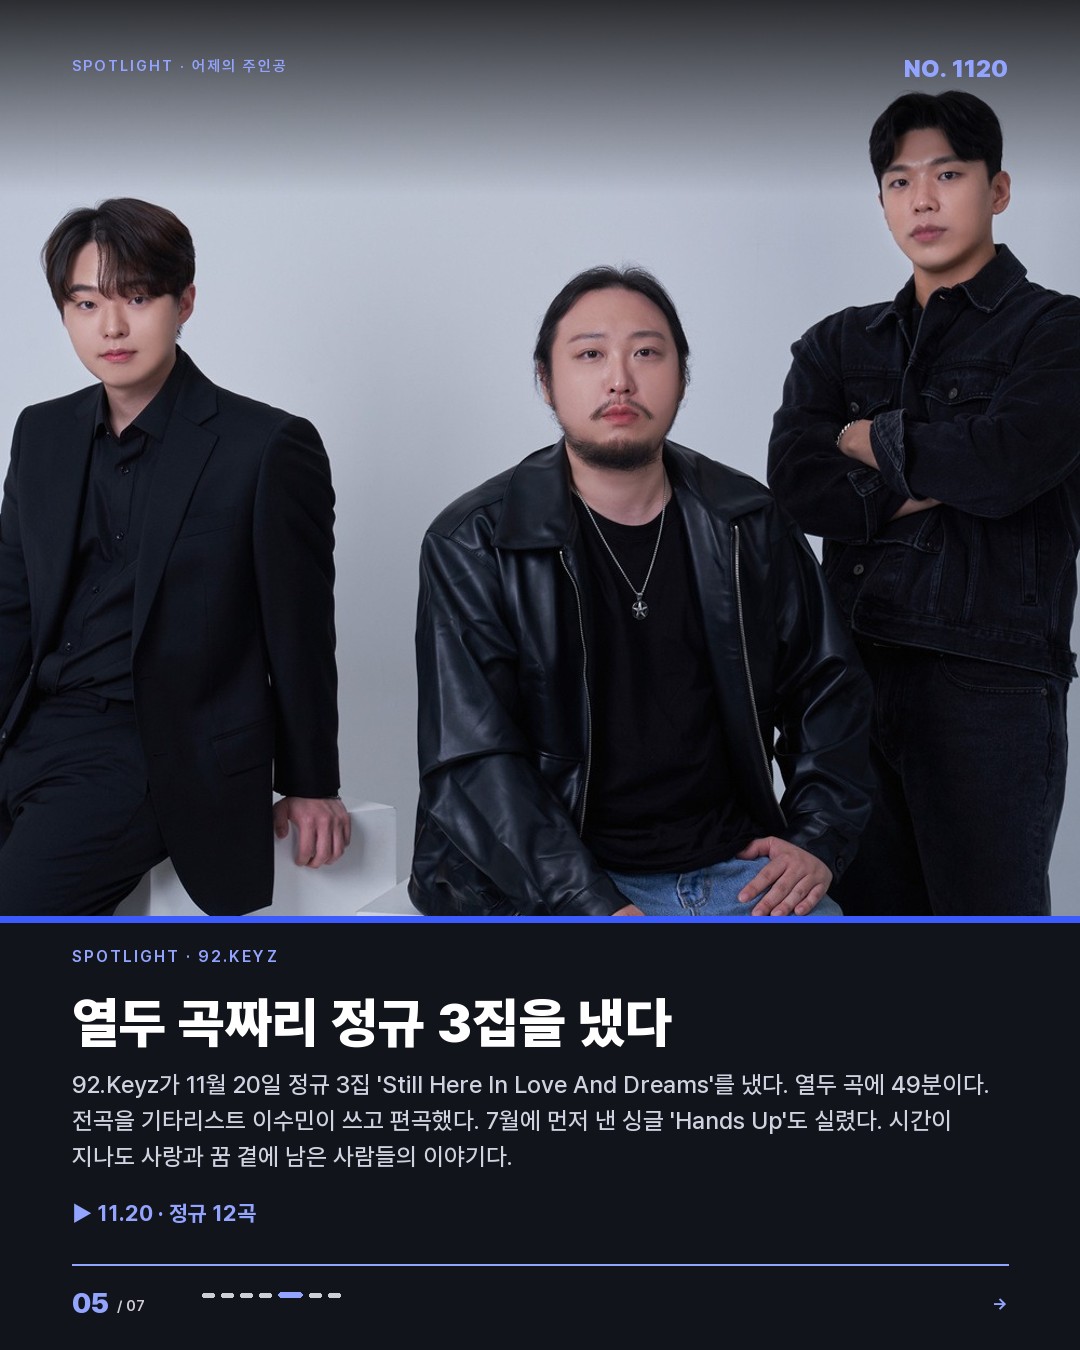 SPOTLIGHT · 어제의 주인공
NO. 1120
SPOTLIGHT · 92.KEYZ
열두 곡짜리 정규 3집을 냈다
92.Keyz가 11월 20일 정규 3집 'Still Here In Love And Dreams'를 냈다. 열두 곡에 49분이다.
전곡을 기타리스트 이수민이 쓰고 편곡했다. 7월에 먼저 낸 싱글 'Hands Up'도 실렸다. 시간이
지나도 사랑과 꿈 곁에 남은 사람들의 이야기다.
▶ 11.20 · 정규 12곡
05 / 07
→